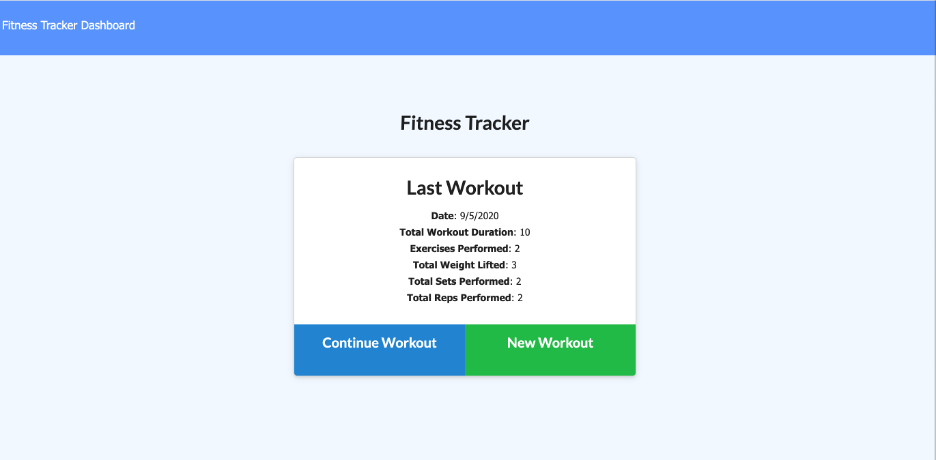 Fitness Tracker Dashboard
Fitness Tracker
Last Workout
Date: 9/5/2020
Total Workout Duration: 10
Exercises Performed: 2
Total Weight Lifted: 3
Total Sets Performed: 2
Total Reps Performed: 2
Continue Workout
New Workout